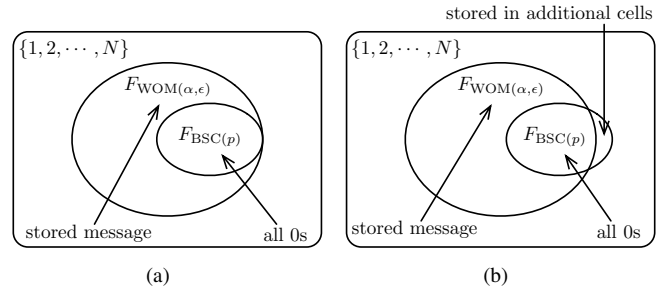 stored in additional cells
{1, 2, ⋯ , N}
F_WOM(α,ϵ)
F_BSC(p)
stored message
all 0s
(a)
{1, 2, ⋯ , N}
F_WOM(α,ϵ)
F_BSC(p)
stored message
all 0s
(b)